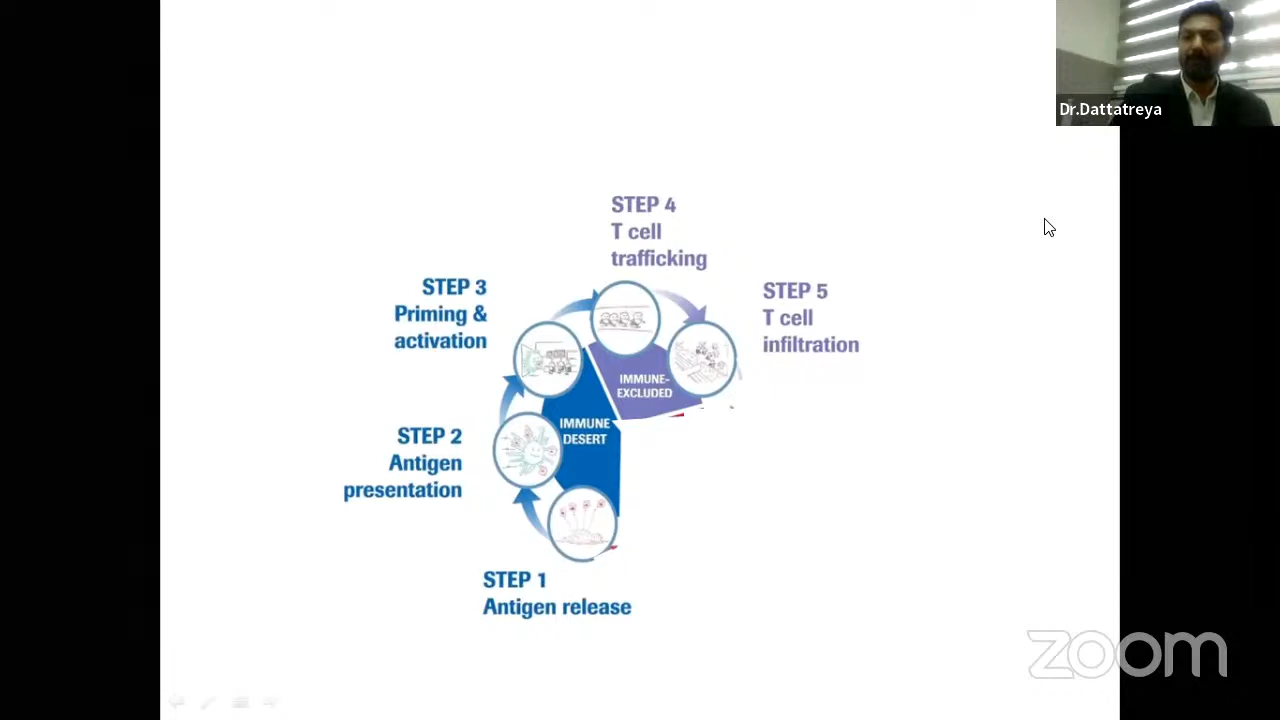 Dr.Dattatreya
STEP 4
T cell
trafficking
STEP 3
Priming &
activation
STEP 5
T cell
infiltration
IMMUNE-
EXCLUDED
IMMUNE
DESERT
STEP 2
Antigen
presentation
STEP 1
Antigen release
zoom